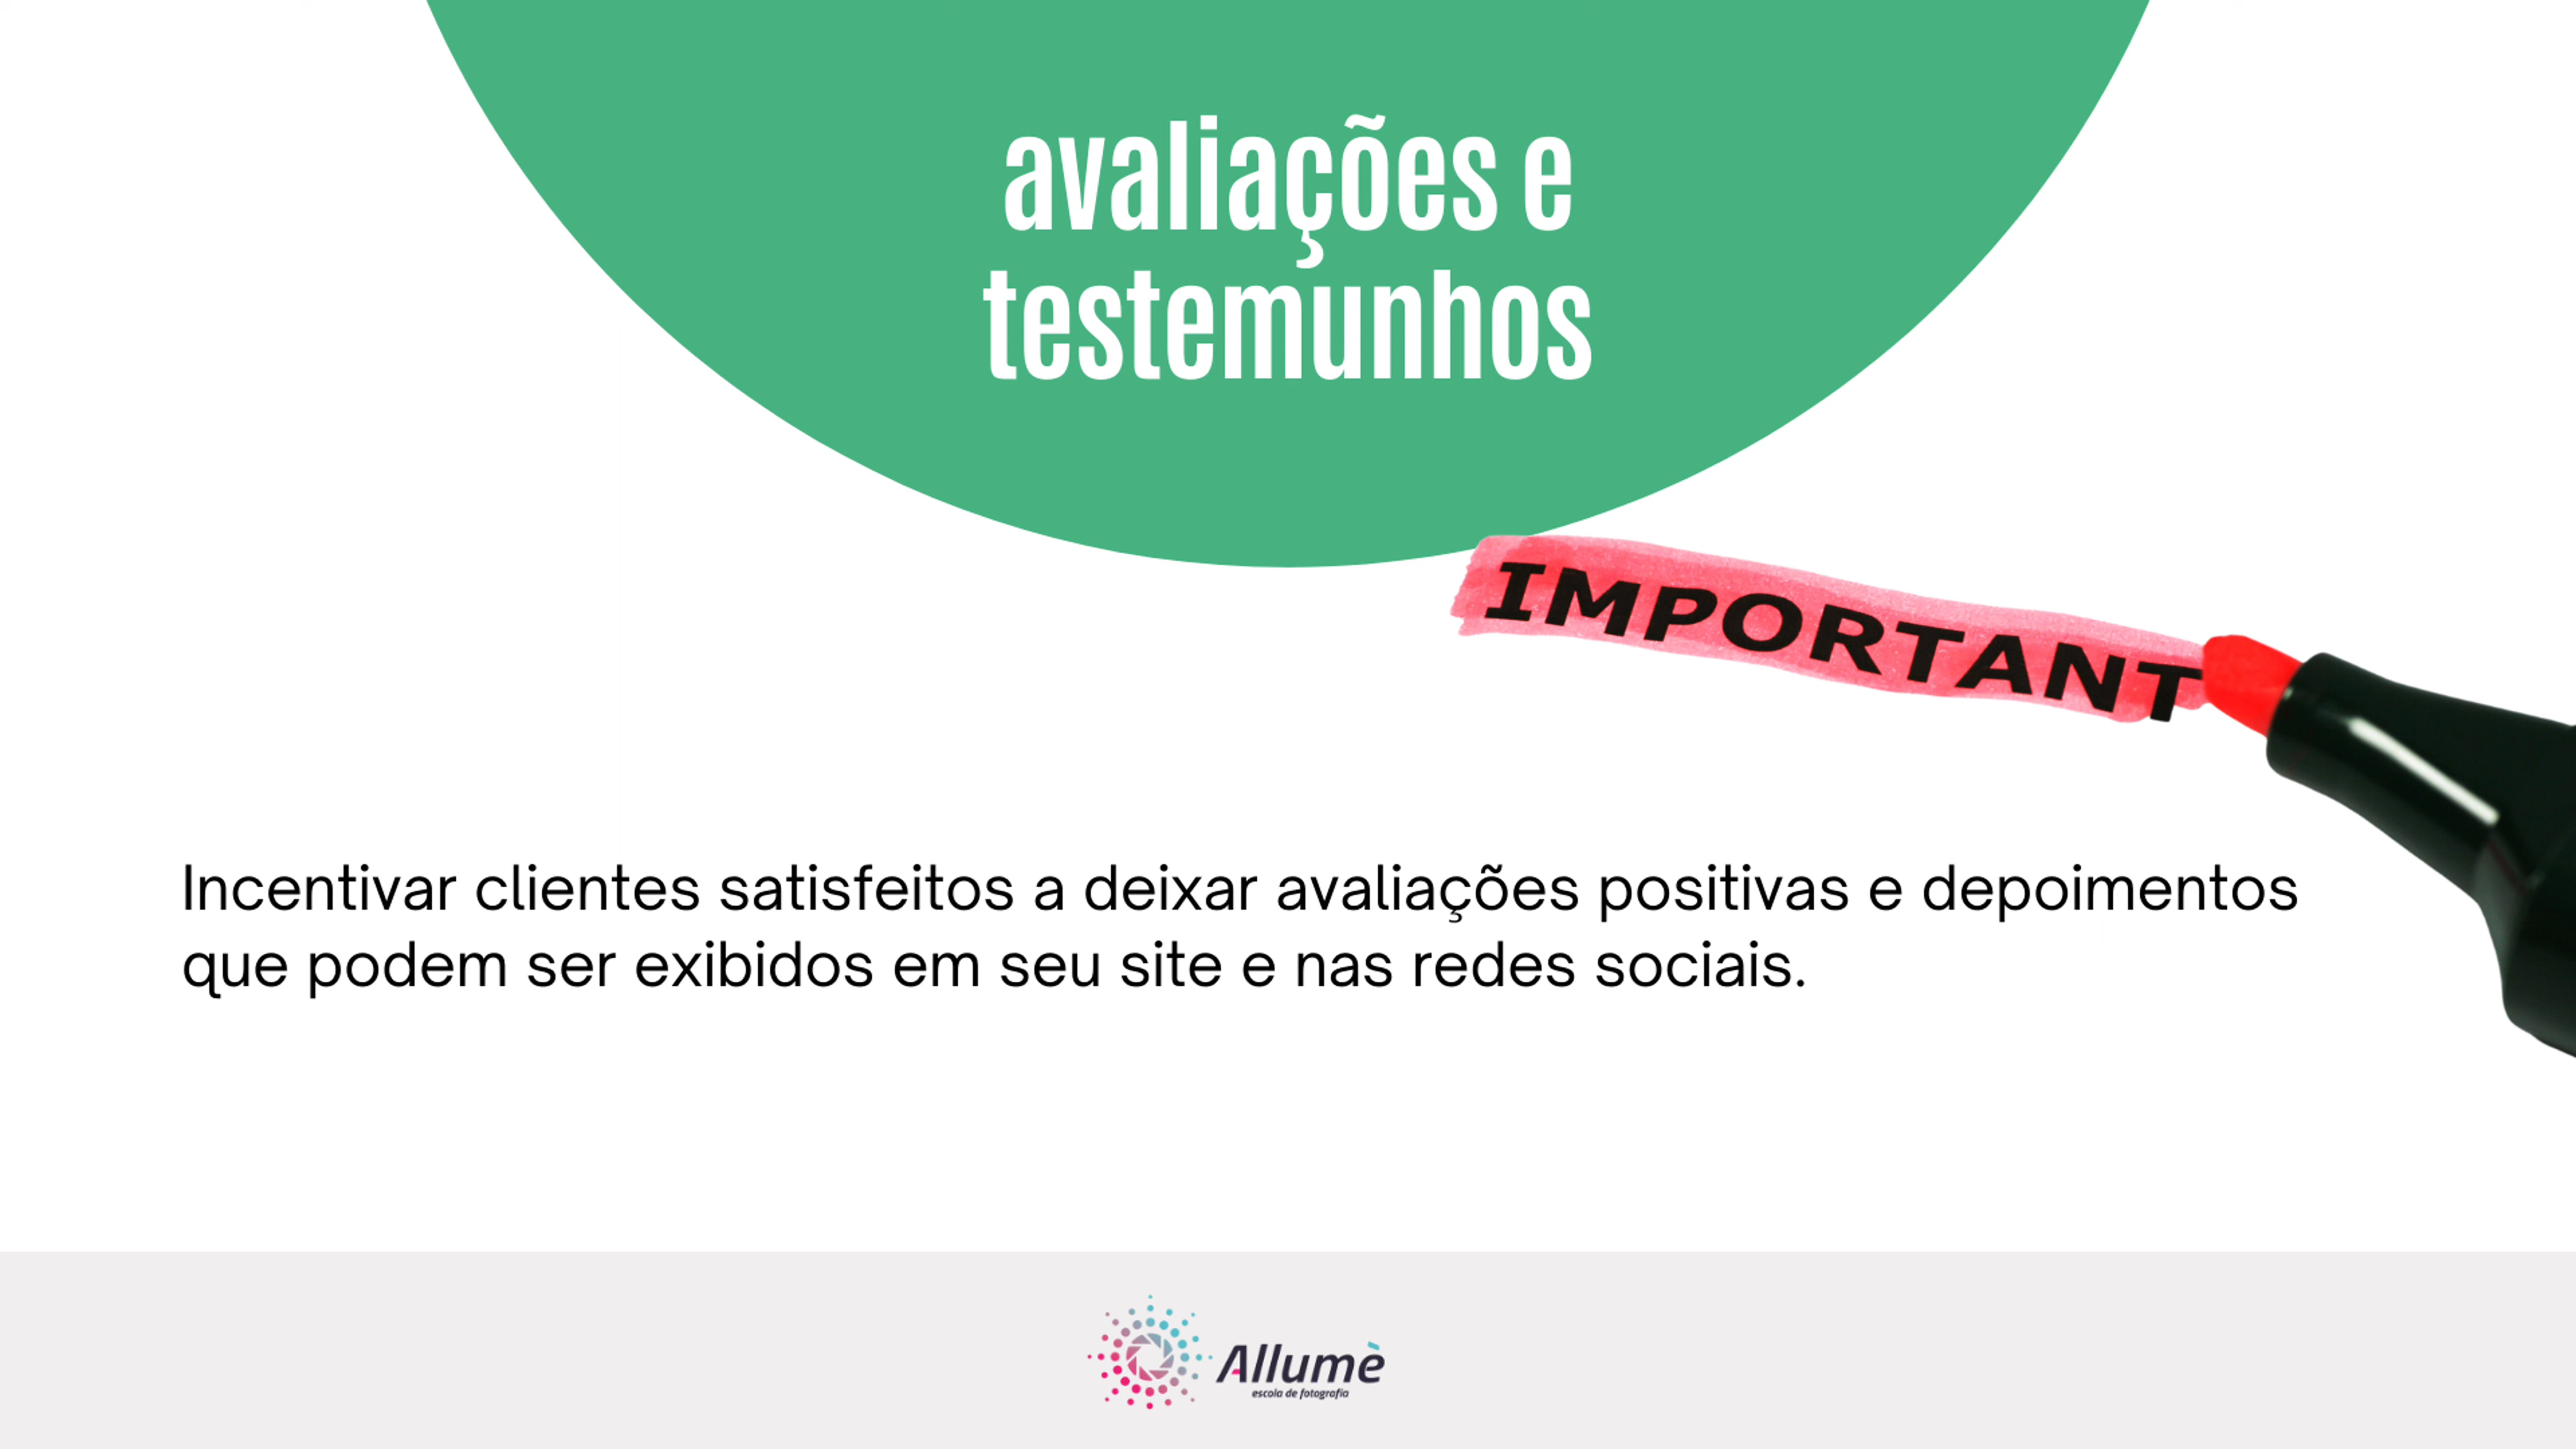 avaliações e
testemunhos
IMPORTANT
Incentivar clientes satisfeitos a deixar avaliações positivas e depoimentos
que podem ser exibidos em seu site e nas redes sociais.
Allumè
escola de fotografia